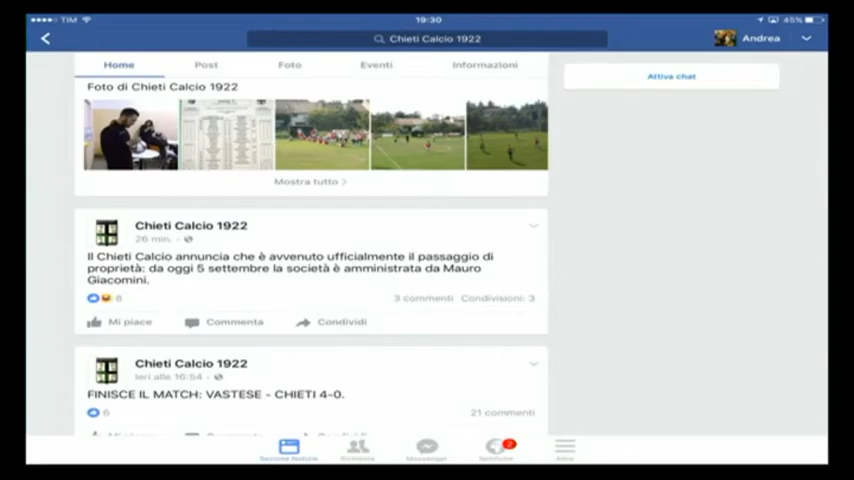 TIM 19:30 45%
Chieti Calcio 1922 Andrea
Home Post Foto Eventi Informazioni
Attiva chat
Foto di Chieti Calcio 1922
Mostra tutto
Chieti Calcio 1922
26 min.
Il Chieti Calcio annuncia che è avvenuto ufficialmente il passaggio di
proprietà: da oggi 5 settembre la società è amministrata da Mauro
Giacomini.
8 3 commenti Condivisioni: 3
Mi piace Commenta Condividi
Chieti Calcio 1922
Ieri alle 16:54
FINISCE IL MATCH: VASTESE - CHIETI 4-0.
6 21 commenti
2
Sezione Notizie Richieste Messenger Notifiche Altro